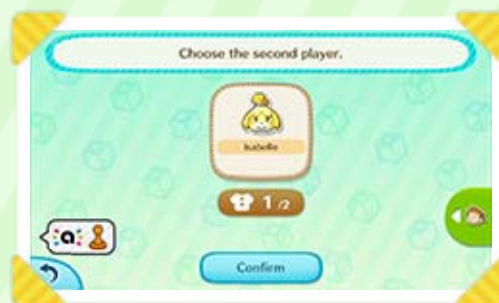 Choose the second player.
Isabelle
1/2
a
Confirm